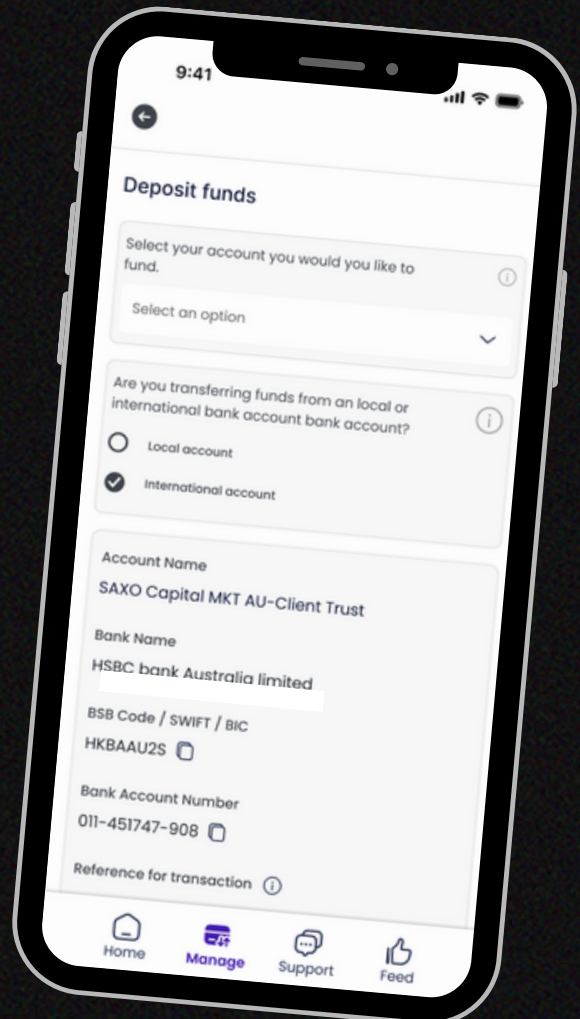 9:41
Deposit funds
Select your account you would you like to
fund.
Select an option
Are you transferring funds from an local or
international bank account bank account?
Local account
International account
Account Name
SAXO Capital MKT AU-Client Trust
Bank Name
HSBC bank Australia limited
BSB Code / SWIFT / BIC
HKBAAU2S
Bank Account Number
011-451747-908
Reference for transaction
Home
Manage
Support
Feed